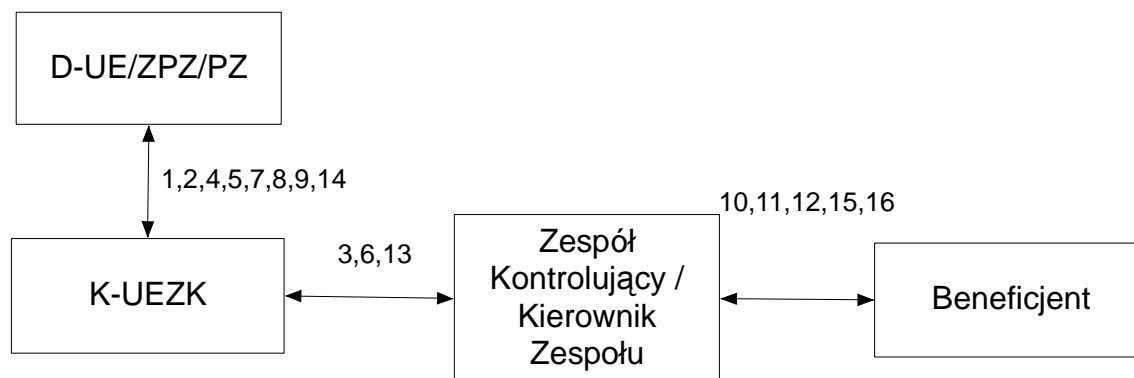 D-UE/ZPZ/PZ
1,2,4,5,7,8,9,14
K-UEZK
3,6,13
Zespół
Kontrolujący /
Kierownik
Zespołu
10,11,12,15,16
Beneficjent